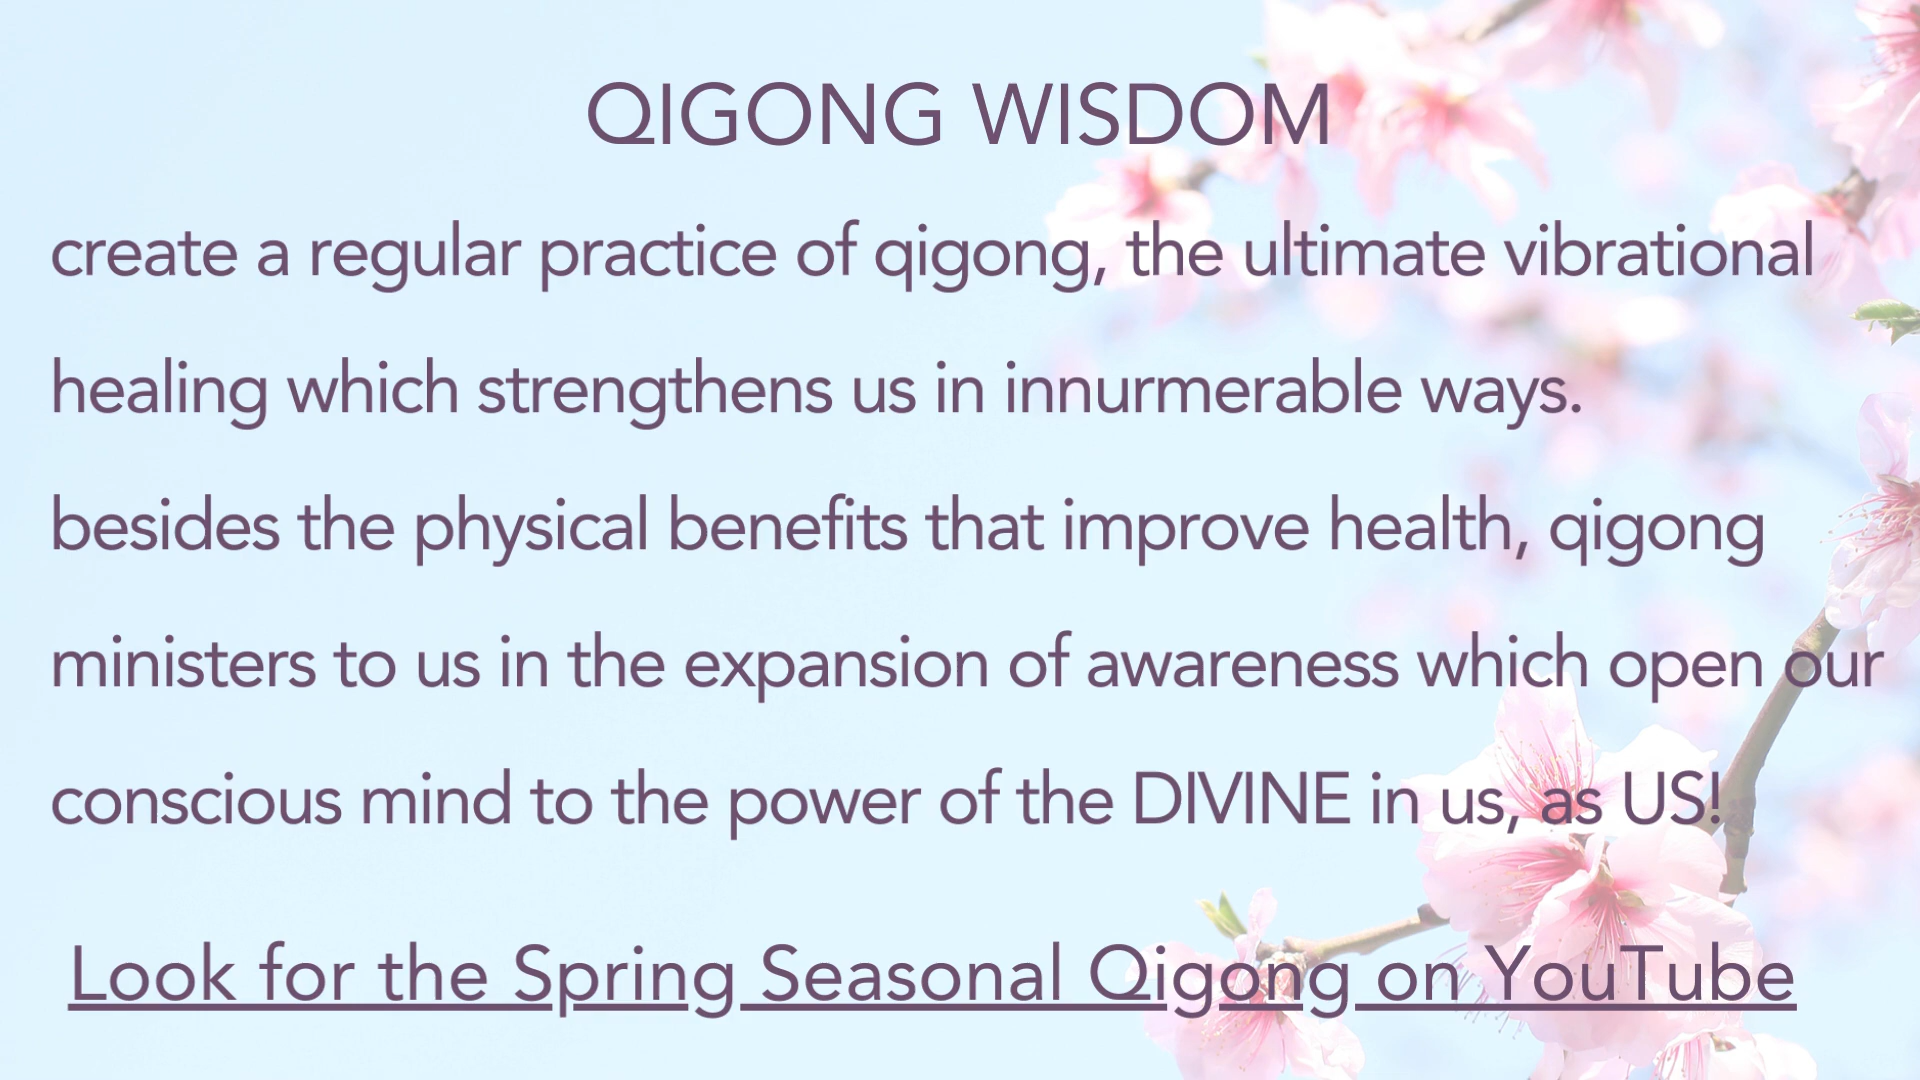 QIGONG WISDOM
create a regular practice of qigong, the ultimate vibrational
healing which strengthens us in innurmerable ways.
besides the physical benefits that improve health, qigong
ministers to us in the expansion of awareness which open our
conscious mind to the power of the DIVINE in us, as US!
Look for the Spring Seasonal Qigong on YouTube